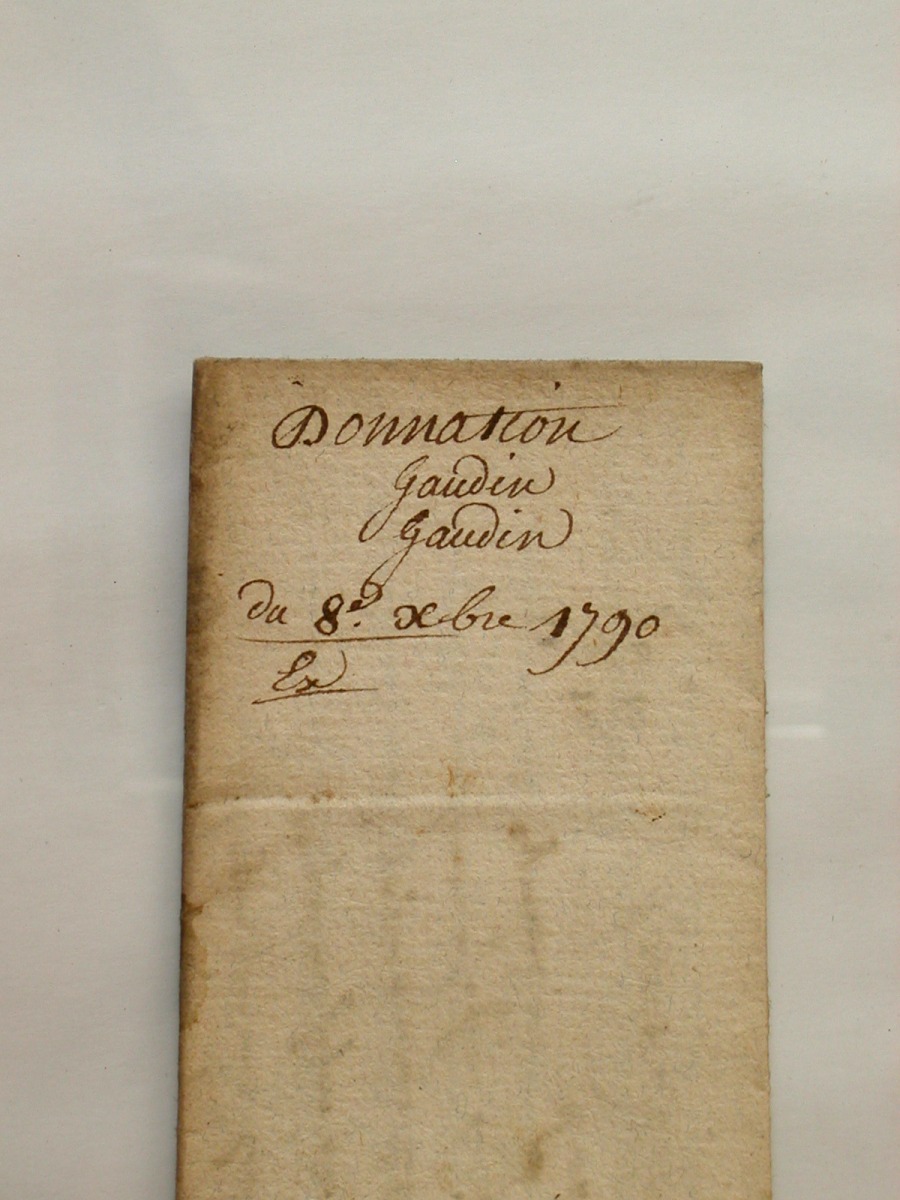 Donnation
Gaudin
Gaudin
du 8e. xbre 1790
Ex